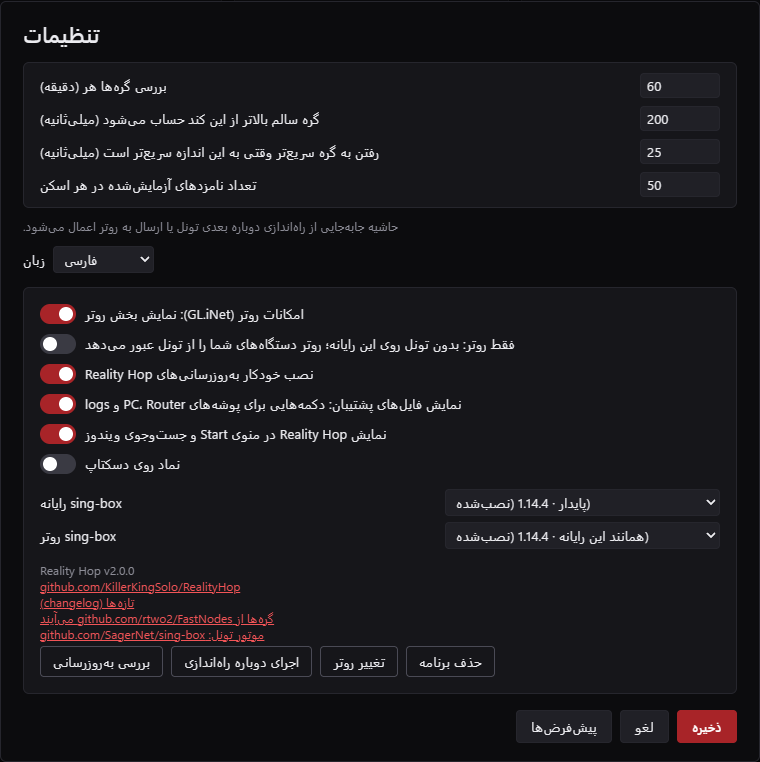 تنظیمات
بررسی گره‌ها هر (دقیقه)
60
گره سالم بالاتر از این کند حساب می‌شود (میلی‌ثانیه)
200
رفتن به گره سریع‌تر وقتی به این اندازه سریع‌تر است (میلی‌ثانیه)
25
تعداد نامزدهای آزمایش‌شده در هر اسکن
50
حاشیه جابه‌جایی از راه‌اندازی دوباره بعدی تونل یا ارسال به روتر اعمال می‌شود.
زبان
فارسی
امکانات روتر (GL.iNet): نمایش بخش روتر
فقط روتر: بدون تونل روی این رایانه؛ روتر دستگاه‌های شما را از تونل عبور می‌دهد
نصب خودکار به‌روزرسانی‌های Reality Hop
نمایش فایل‌های پشتیبان: دکمه‌هایی برای پوشه‌های PC، Router و logs
نمایش Reality Hop در منوی Start و جست‌وجوی ویندوز
نماد روی دسکتاپ
sing-box رایانه
پایدار · 1.14.4 (نصب‌شده)
sing-box روتر
همانند این رایانه · 1.14.4 (نصب‌شده)
Reality Hop v2.0.0
github.com/KillerKingSolo/RealityHop
تازه‌ها (changelog)
گره‌ها از github.com/rtwo2/FastNodes می‌آیند
موتور تونل: github.com/SagerNet/sing-box
بررسی به‌روزرسانی
اجرای دوباره راه‌اندازی
تغییر روتر
حذف برنامه
پیش‌فرض‌ها
لغو
ذخیره